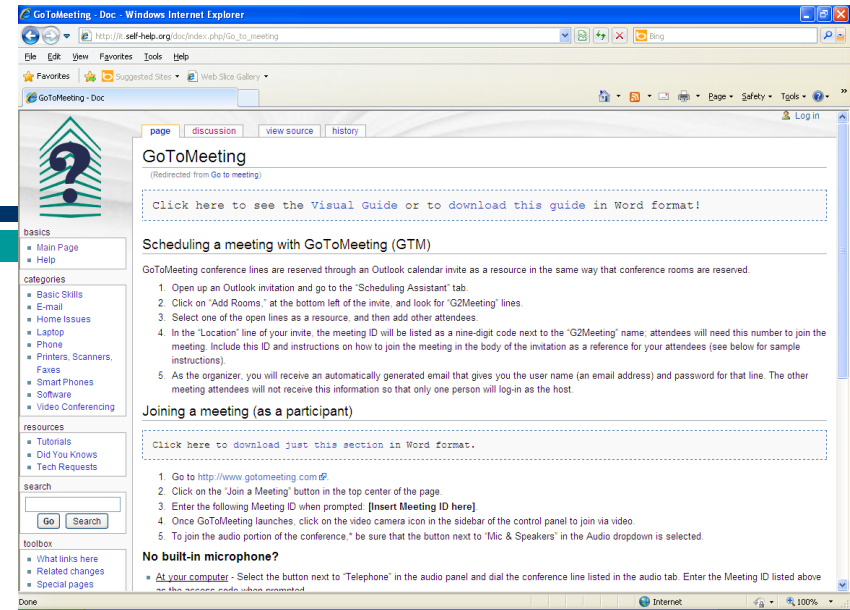 GoToMeeting - Doc - Windows Internet Explorer
http://it.self-help.org/doc/index.php/Go_to_meeting
Bing
File Edit View Favorites Tools Help
Favorites Suggested Sites Web Slice Gallery
GoToMeeting - Doc
Page Safety Tools »
Log in
page discussion view source history
GoToMeeting
(Redirected from Go to meeting)
Click here to see the Visual Guide or to download this guide in Word format!
Scheduling a meeting with GoToMeeting (GTM)
GoToMeeting conference lines are reserved through an Outlook calendar invite as a resource in the same way that conference rooms are reserved.
1. Open up an Outlook invitation and go to the "Scheduling Assistant" tab.
2. Click on "Add Rooms," at the bottom left of the invite, and look for "G2Meeting" lines.
3. Select one of the open lines as a resource, and then add other attendees.
4. In the "Location" line of your invite, the meeting ID will be listed as a nine-digit code next to the "G2Meeting" name; attendees will need this number to join the
meeting. Include this ID and instructions on how to join the meeting in the body of the invitation as a reference for your attendees (see below for sample
instructions).
5. As the organizer, you will receive an automatically generated email that gives you the user name (an email address) and password for that line. The other
meeting attendees will not receive this information so that only one person will log-in as the host.
Joining a meeting (as a participant)
Click here to download just this section in Word format.
1. Go to http://www.gotomeeting.com.
2. Click on the "Join a Meeting" button in the top center of the page.
3. Enter the following Meeting ID when prompted: [Insert Meeting ID here].
4. Once GoToMeeting launches, click on the video camera icon in the sidebar of the control panel to join via video.
5. To join the audio portion of the conference,* be sure that the button next to "Mic & Speakers" in the Audio dropdown is selected.
No built-in microphone?
At your computer - Select the button next to "Telephone" in the audio panel and dial the conference line listed in the audio tab. Enter the Meeting ID listed above
as the access code when prompted.
basics
Main Page
Help
categories
Basic Skills
E-mail
Home Issues
Laptop
Phone
Printers, Scanners,
Faxes
Smart Phones
Software
Video Conferencing
resources
Tutorials
Did You Knows
Tech Requests
search
Go Search
toolbox
What links here
Related changes
Special pages
Done
Internet
100%